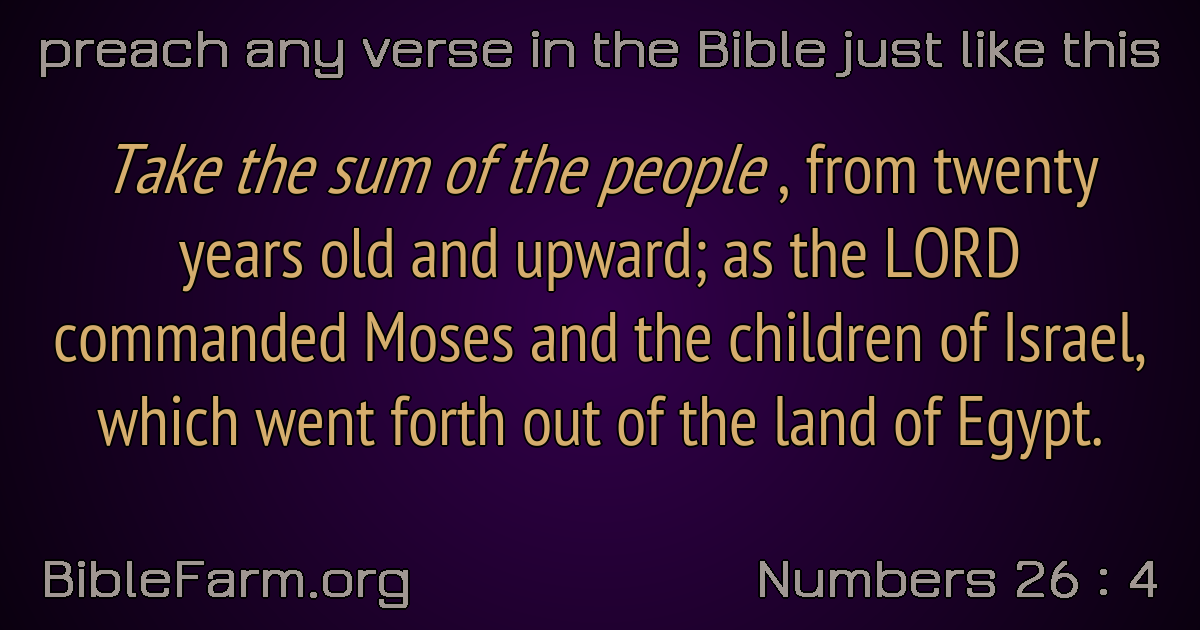 preach any verse in the Bible just like this
Take the sum of the people , from twenty
years old and upward; as the LORD
commanded Moses and the children of Israel,
which went forth out of the land of Egypt.
BibleFarm.org
Numbers 26 : 4